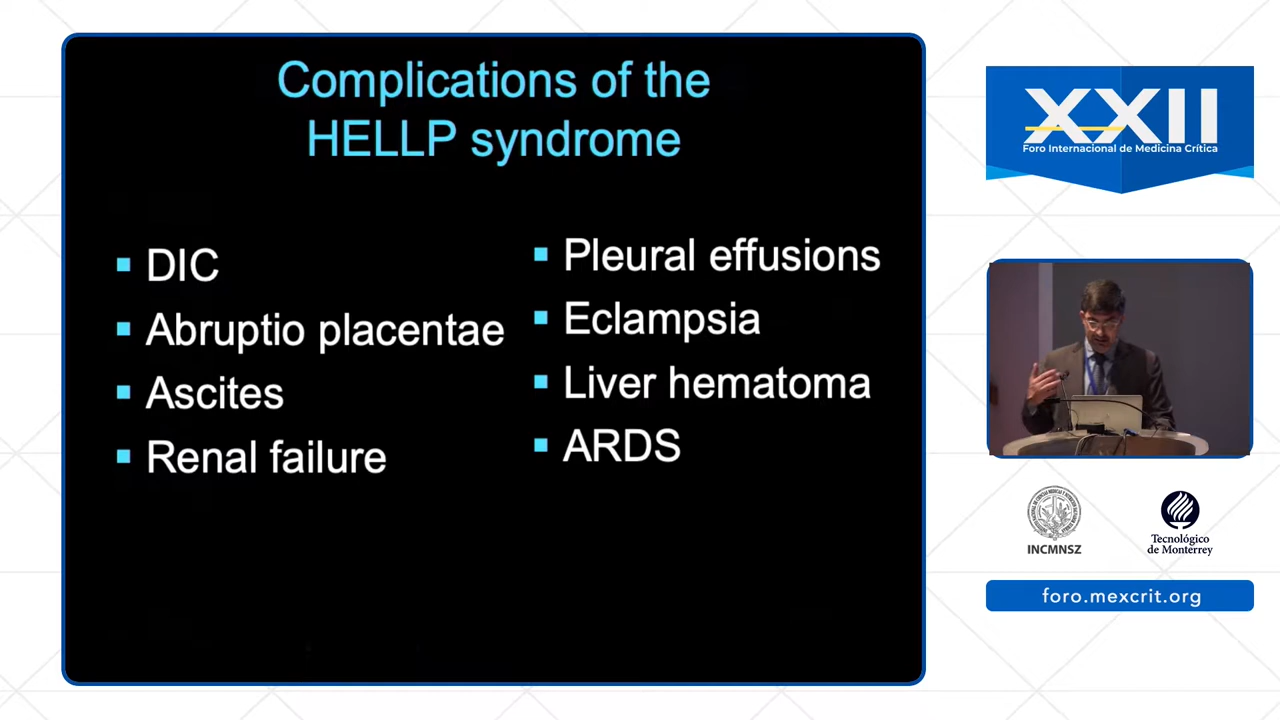 Complications of the
HELLP syndrome
DIC
Abruptio placentae
Ascites
Renal failure
Pleural effusions
Eclampsia
Liver hematoma
ARDS
XXII
Foro Internacional de Medicina Crítica
INCMNSZ
Tecnológico
de Monterrey
foro.mexcrit.org